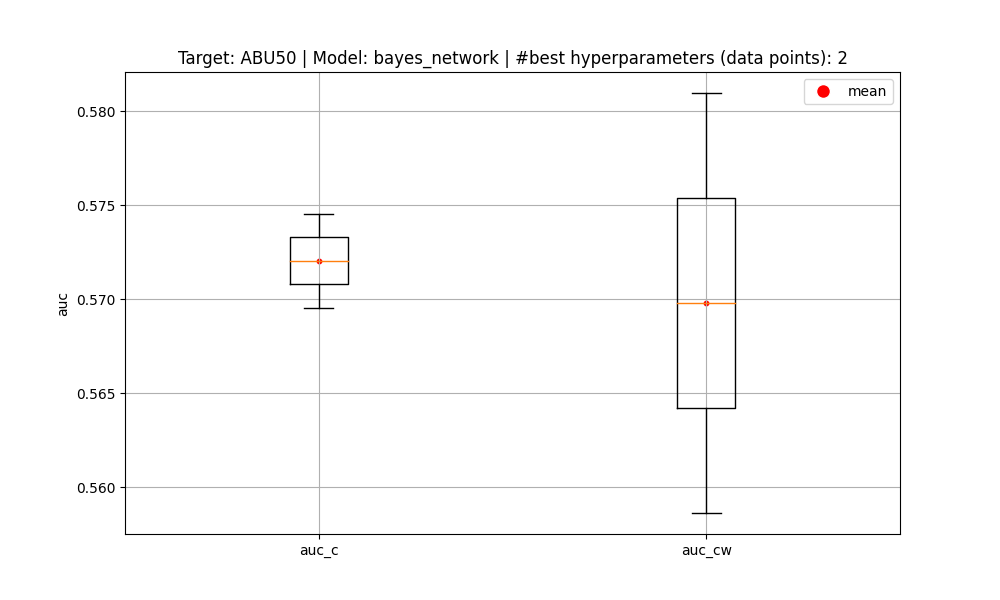 Target: ABU50 | Model: bayes_network | #best hyperparameters (data points): 2
mean
0.580
0.575
0.570
0.565
0.560
auc
auc_c
auc_cw